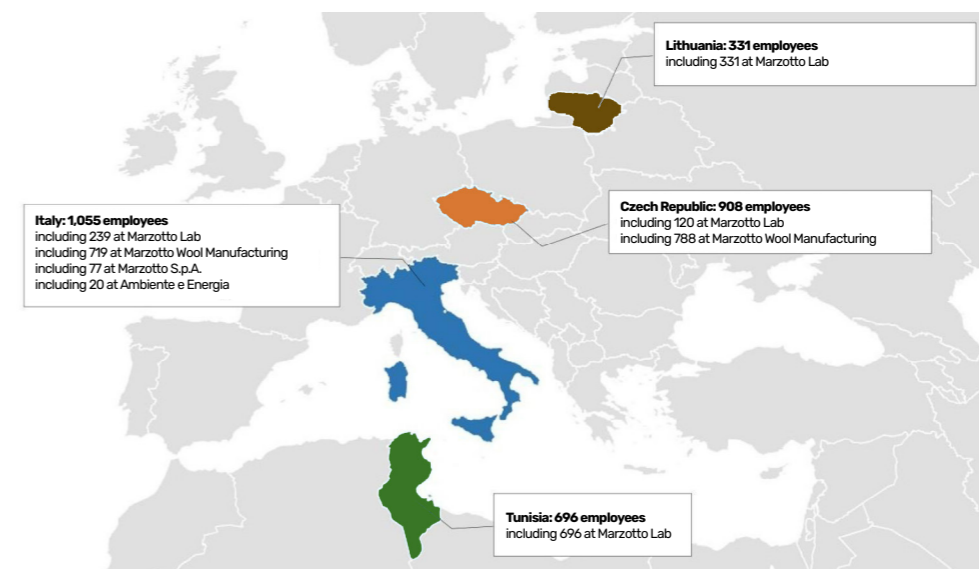 Lithuania: 331 employees
including 331 at Marzotto Lab
Czech Republic: 908 employees
including 120 at Marzotto Lab
including 788 at Marzotto Wool Manufacturing
Italy: 1,055 employees
including 239 at Marzotto Lab
including 719 at Marzotto Wool Manufacturing
including 77 at Marzotto S.p.A.
including 20 at Ambiente e Energia
Tunisia: 696 employees
including 696 at Marzotto Lab